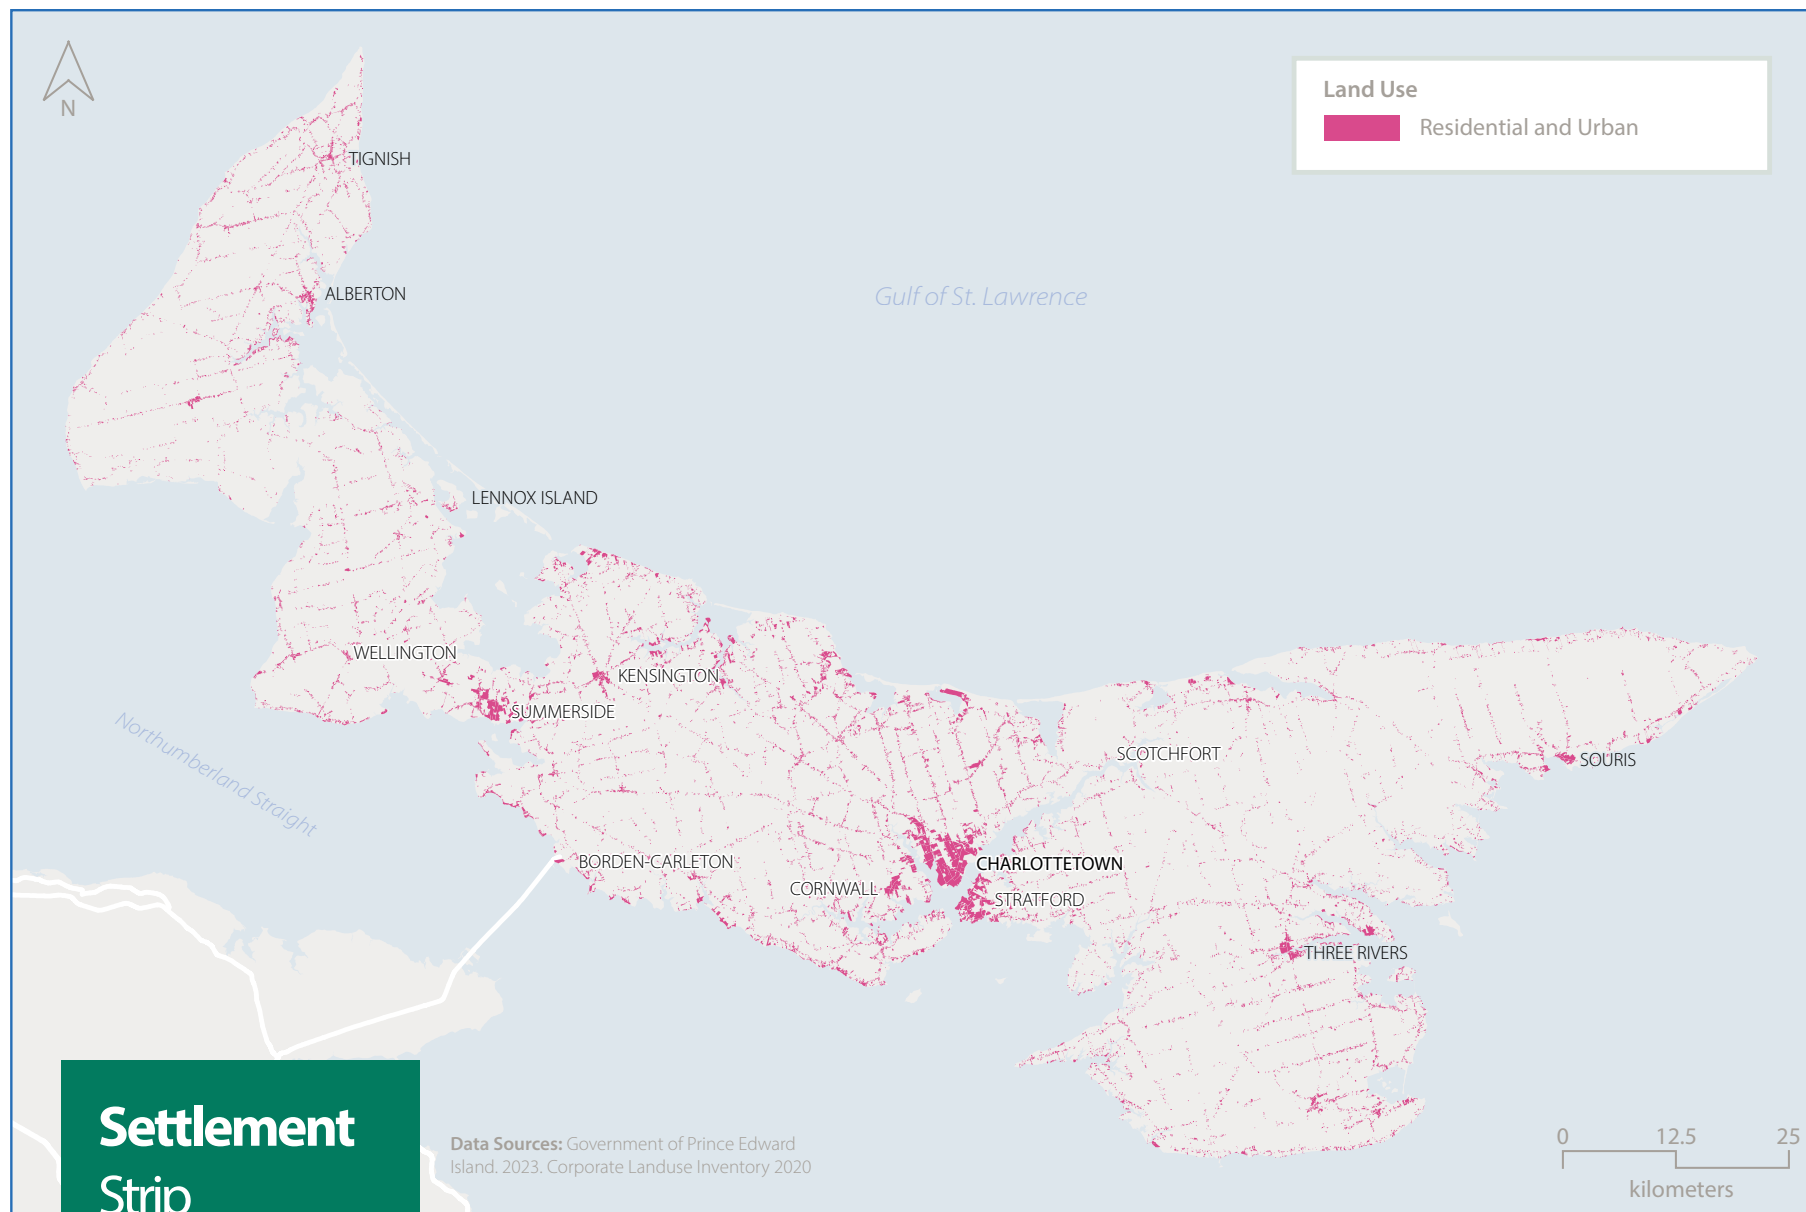 N
Land Use
Residential and Urban
TIGNISH
ALBERTON
Gulf of St. Lawrence
LENNOX ISLAND
WELLINGTON
KENSINGTON
SUMMERSIDE
Northumberland Straight
SCOTCHFORT
SOURIS
BORDEN-CARLETON
CHARLOTTETOWN
CORNWALL
STRATFORD
THREE RIVERS
Settlement
Strip
Data Sources: Government of Prince Edward
Island. 2023. Corporate Landuse Inventory 2020
0 12.5 25
kilometers